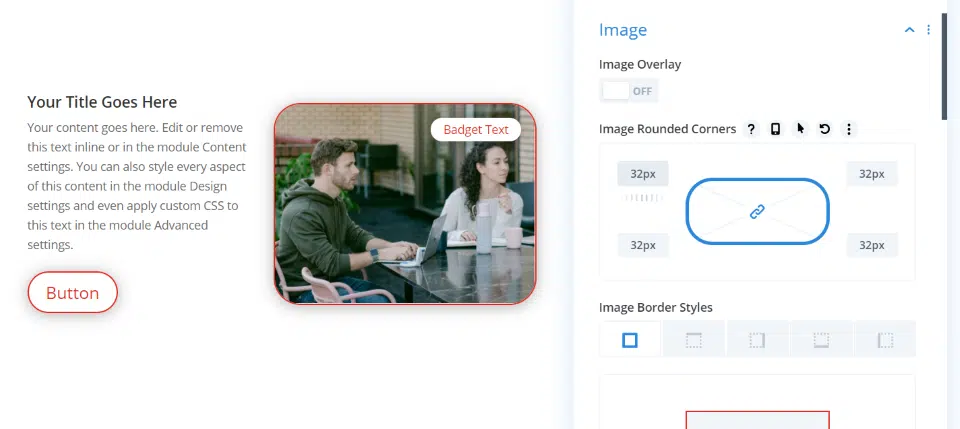 Your Title Goes Here
Your content goes here. Edit or remove
this text inline or in the module Content
settings. You can also style every aspect
of this content in the module Design
settings and even apply custom CSS to
this text in the module Advanced
settings.
Button
Badget Text
Image
Image Overlay
OFF
Image Rounded Corners ?
32px 32px
32px 32px
Image Border Styles